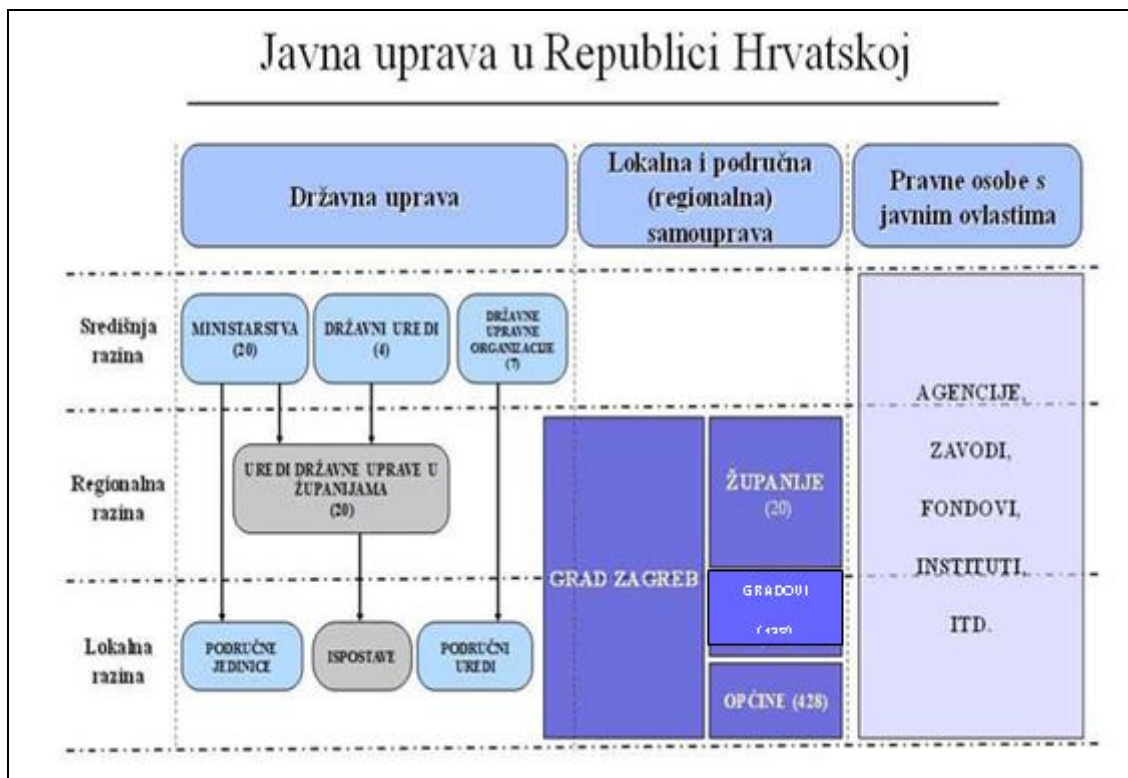 Javna uprava u Republici Hrvatskoj
Državna uprava
Lokalna i područna
(regionalna)
samouprava
Pravne osobe s
javnim ovlastima
Središnja
razina
MINISTARSTVA
(20)
DRŽAVNI UREDI
(4)
DRŽAVNE
UPRAVNE
ORGANIZACIJE
(7)
Regionalna
razina
UREDI DRŽAVNE UPRAVE U
ŽUPANIJAMA
(20)
GRAD ZAGREB
ŽUPANIJE
(20)
GRADOVI
Lokalna
razina
PODRUČNE
JEDINICE
ISPOSTAVE
PODRUČNI
UREDI
OPĆINE (428)
AGENCIJE,
ZAVODI,
FONDOVI,
INSTITUTI,
ITD.